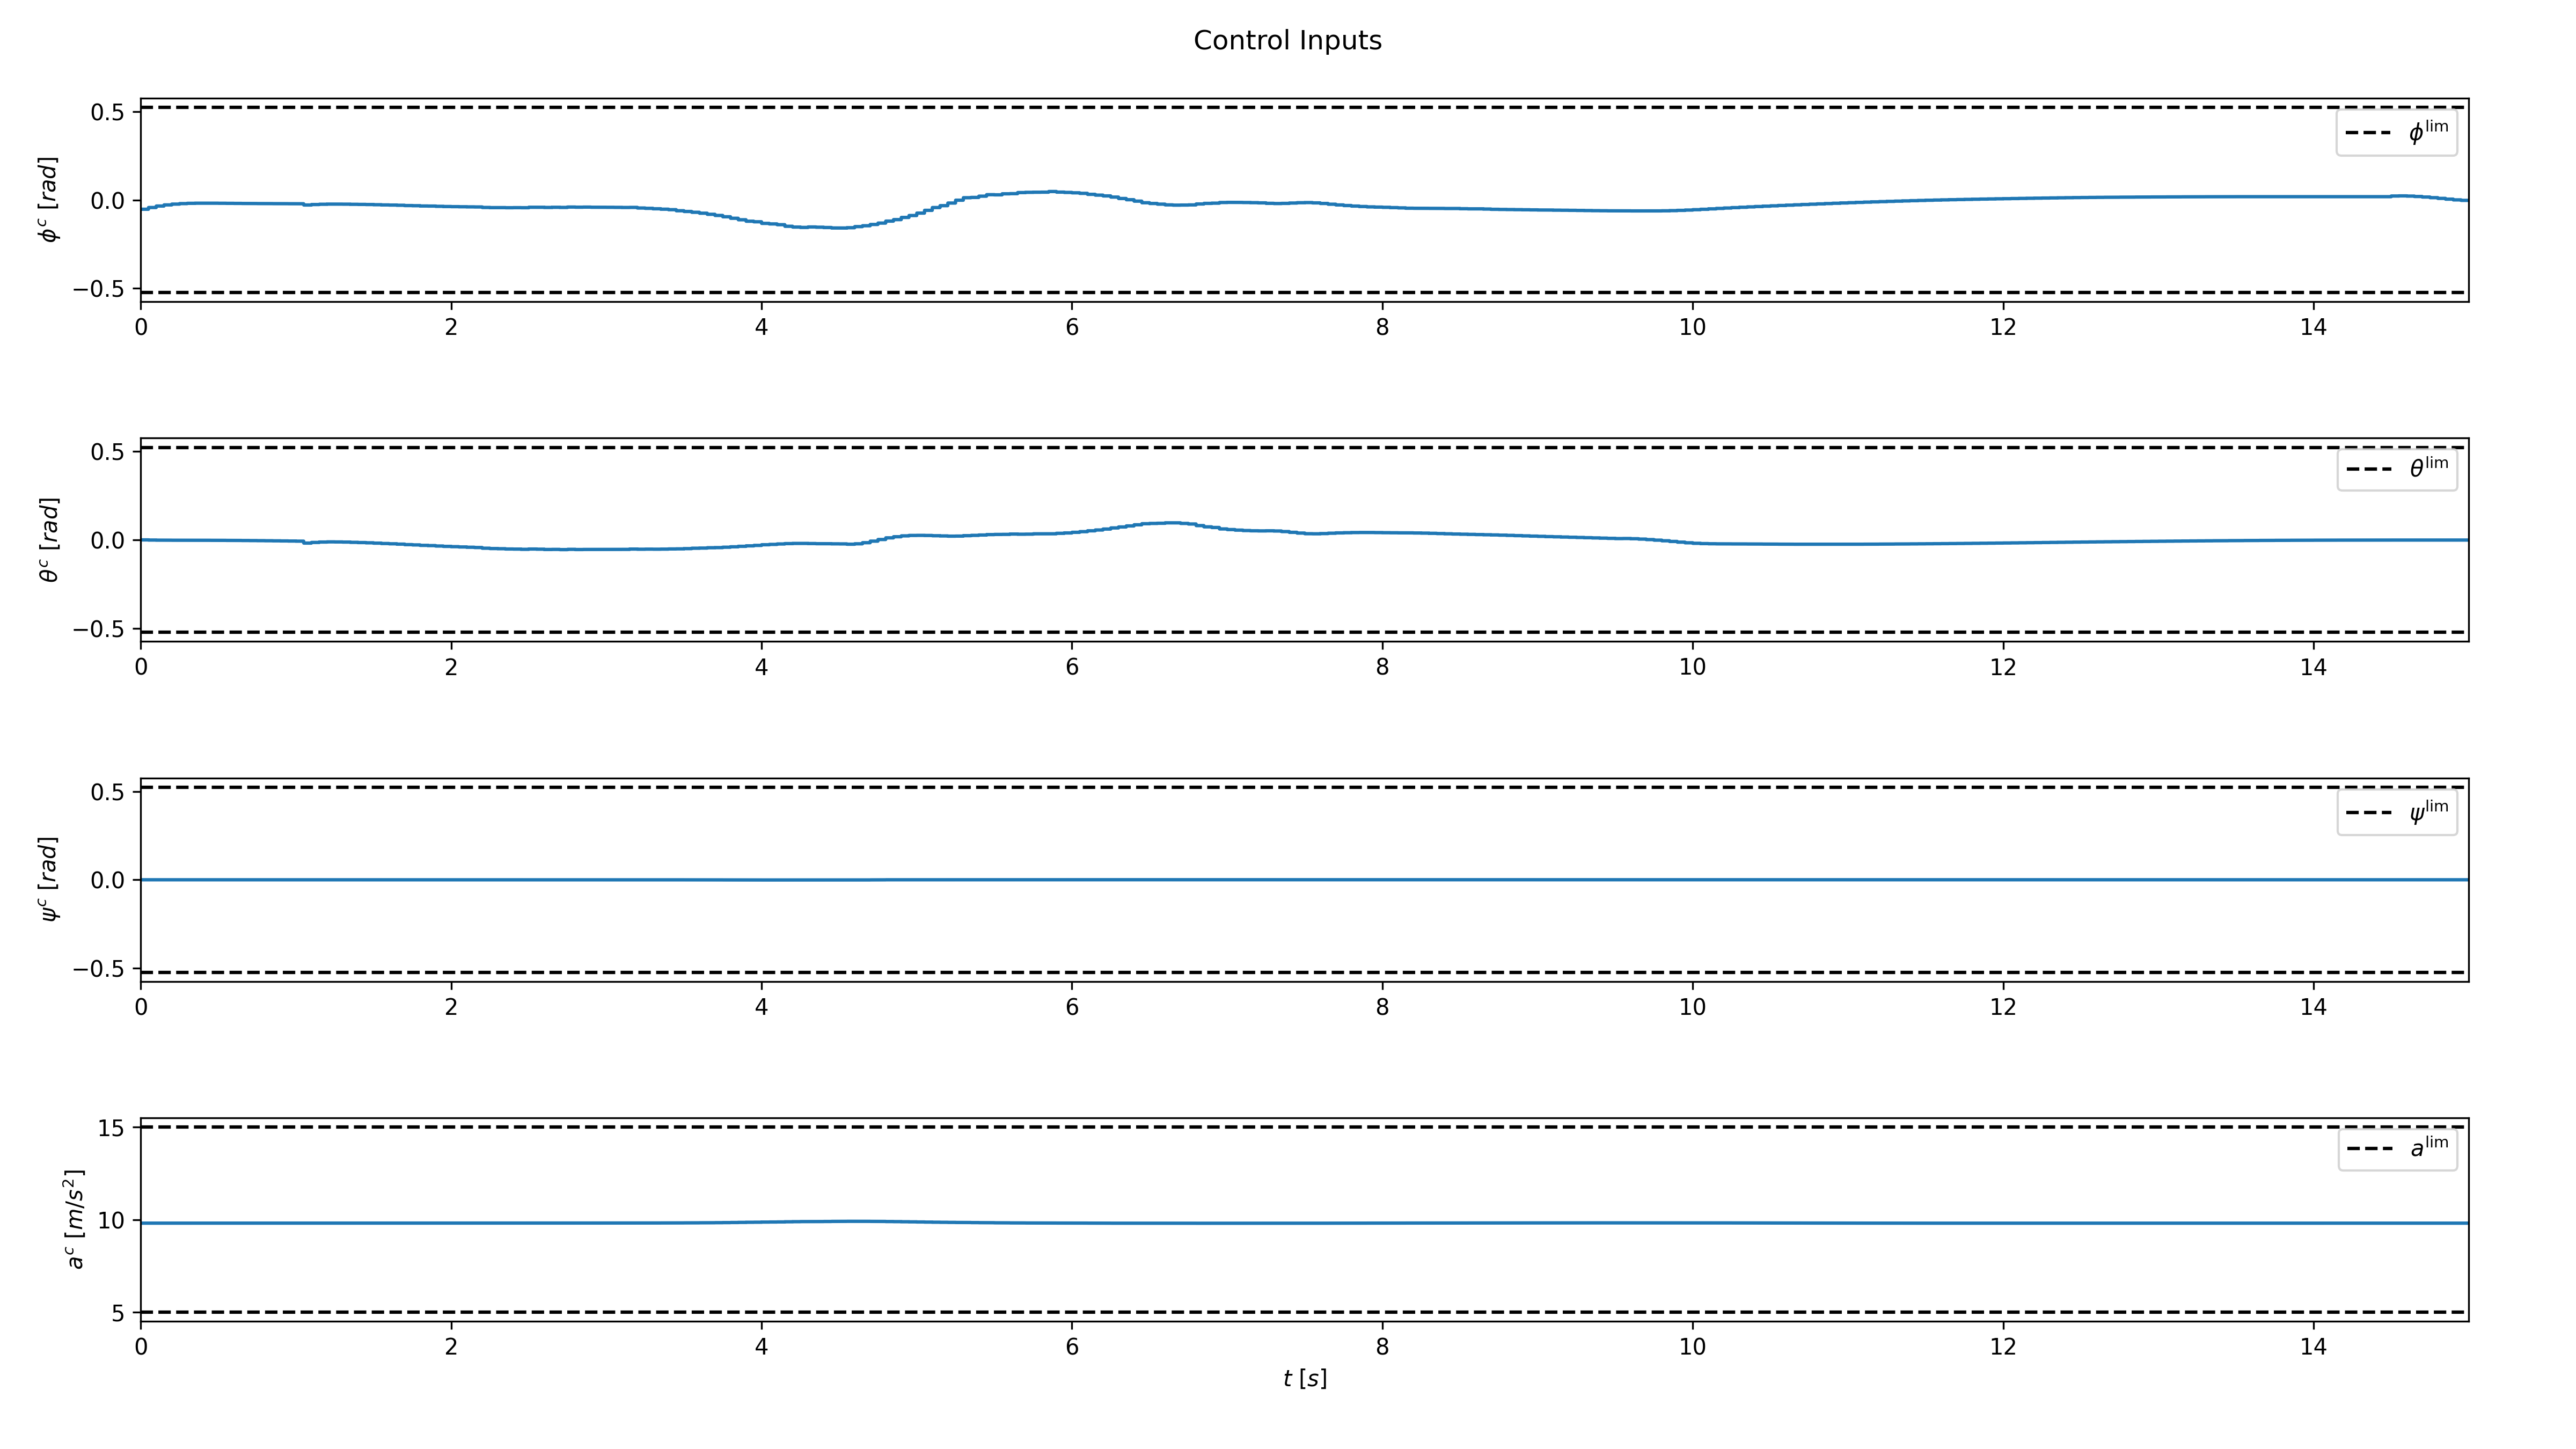 Control Inputs
ϕᶜ [rad]
0.5
0.0
−0.5
ϕˡⁱᵐ
0 2 4 6 8 10 12 14
θᶜ [rad]
0.5
0.0
−0.5
θˡⁱᵐ
0 2 4 6 8 10 12 14
ψᶜ [rad]
0.5
0.0
−0.5
ψˡⁱᵐ
0 2 4 6 8 10 12 14
aᶜ [m/s²]
15
10
5
aˡⁱᵐ
0 2 4 6 8 10 12 14
t [s]